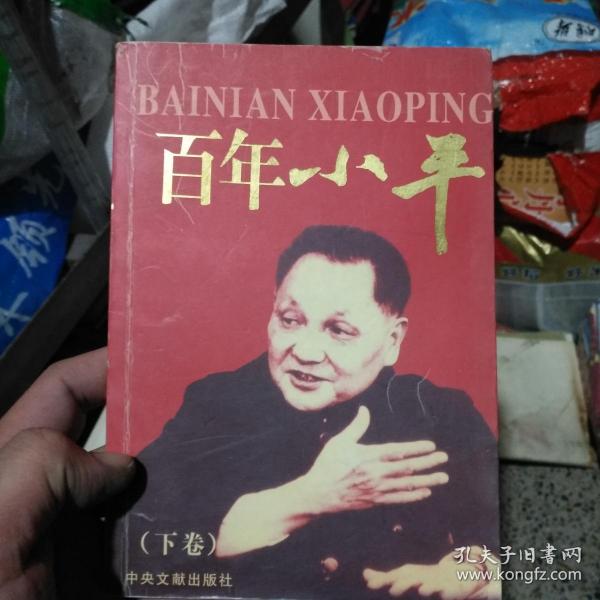 BAINIAN XIAOPING
百年小平
(下卷)
中央文献出版社
孔夫子旧书网
www.kongfz.com